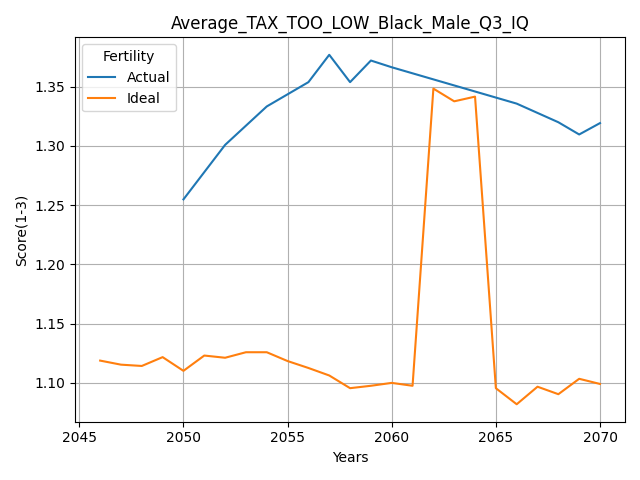 Average_TAX_TOO_LOW_Black_Male_Q3_IQ
Fertility
Actual
Ideal
Score(1-3)
1.35
1.30
1.25
1.20
1.15
1.10
2045 2050 2055 2060 2065 2070
Years